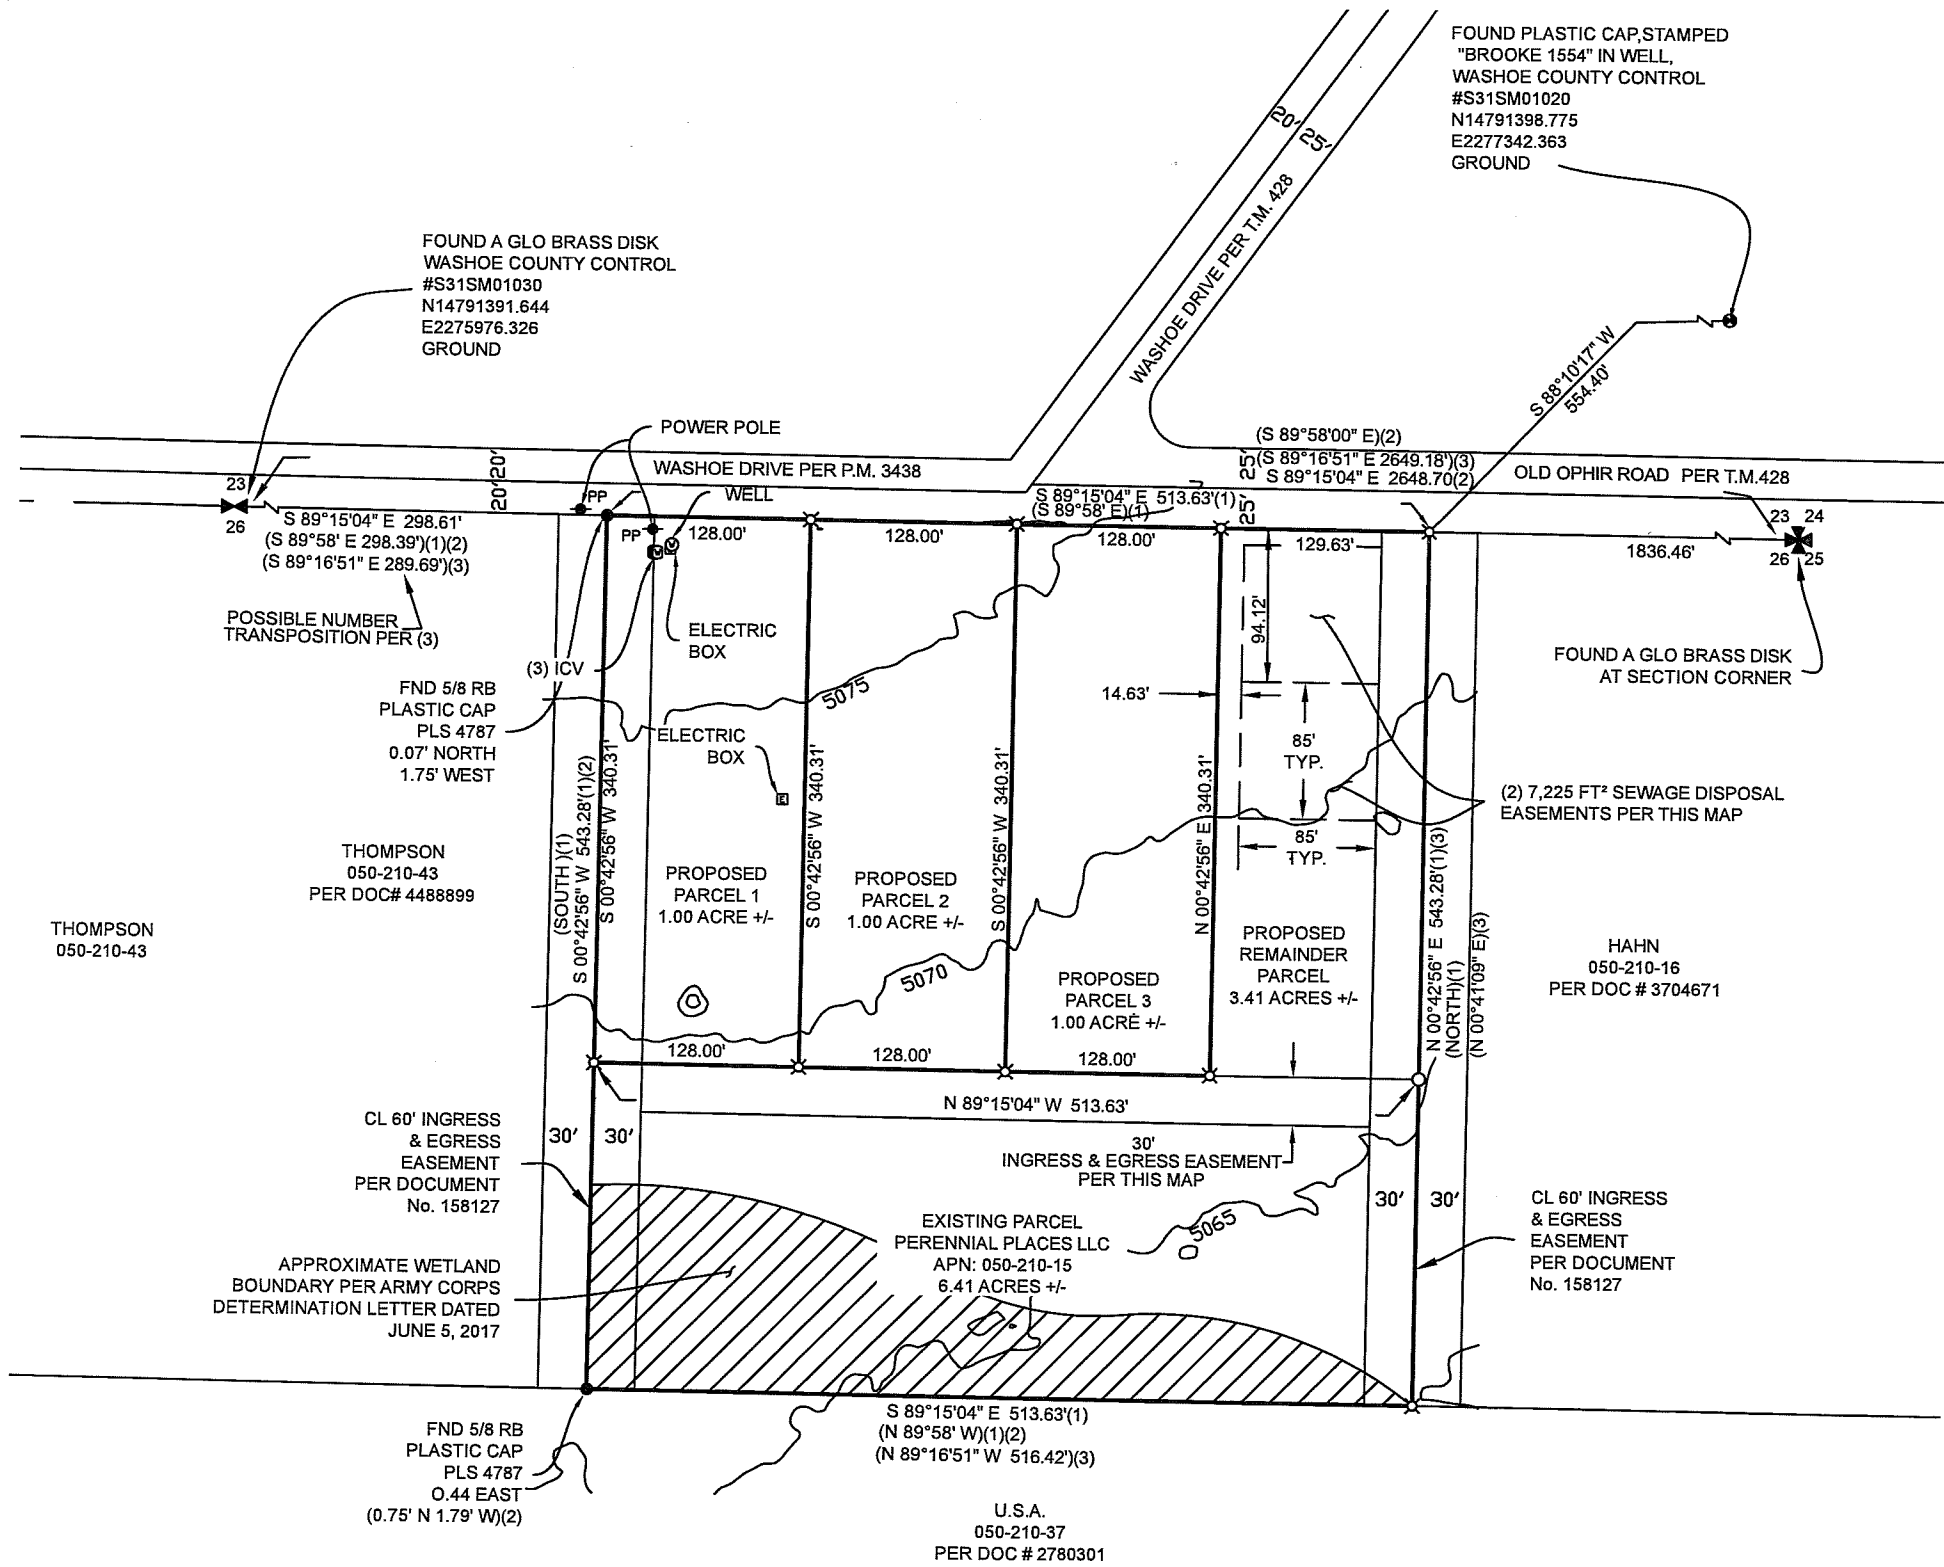 FOUND PLASTIC CAP,STAMPED
"BROOKE 1554" IN WELL,
WASHOE COUNTY CONTROL
#S31SM01020
N14791398.775
E2277342.363
GROUND
20' 25'
WASHOE DRIVE PER T.M. 428
FOUND A GLO BRASS DISK
WASHOE COUNTY CONTROL
#S31SM01030
N14791391.644
E2275976.326
GROUND
S 88°10'17" W
554.40'
POWER POLE
20' 20'
WASHOE DRIVE PER P.M. 3438
WELL
(S 89°58'00" E)(2)
(S 89°16'51" E 2649.18')(3)
S 89°15'04" E 2648.70(2)
25' 25'
OLD OPHIR ROAD PER T.M.428
23
26
PP
S 89°15'04" E 513.63'(1)
(S 89°58' E)(1)
S 89°15'04" E 298.61'
(S 89°58' E 298.39')(1)(2)
(S 89°16'51" E 289.69')(3)
PP
128.00'
128.00'
128.00'
129.63'
1836.46'
23 24
26 25
POSSIBLE NUMBER
TRANSPOSITION PER (3)
94.12'
ELECTRIC
BOX
(3) ICV
FOUND A GLO BRASS DISK
AT SECTION CORNER
FND 5/8 RB
PLASTIC CAP
PLS 4787
0.07' NORTH
1.75' WEST
5075
14.63'
ELECTRIC
BOX
E
85'
TYP.
85'
TYP.
(2) 7,225 FT² SEWAGE DISPOSAL
EASEMENTS PER THIS MAP
(SOUTH )(1)
S 00°42'56" W 543.28'(1)(2)
S 00°42'56" W 340.31'
S 00°42'56" W 340.31'
S 00°42'56" W 340.31'
N 00°42'56" E 340.31'
N 00°42'56" E 543.28'(1)(3)
(NORTH)(1)
(N 00°41'09" E)(3)
THOMPSON
050-210-43
PER DOC# 4488899
THOMPSON
050-210-43
PROPOSED
PARCEL 1
1.00 ACRE +/-
PROPOSED
PARCEL 2
1.00 ACRE +/-
PROPOSED
PARCEL 3
1.00 ACRE +/-
PROPOSED
REMAINDER
PARCEL
3.41 ACRES +/-
HAHN
050-210-16
PER DOC # 3704671
5070
128.00'
128.00'
128.00'
N 89°15'04" W 513.63'
CL 60' INGRESS
& EGRESS
EASEMENT
PER DOCUMENT
No. 158127
30' 30'
30'
INGRESS & EGRESS EASEMENT
PER THIS MAP
30' 30'
CL 60' INGRESS
& EGRESS
EASEMENT
PER DOCUMENT
No. 158127
5065
EXISTING PARCEL
PERENNIAL PLACES LLC
APN: 050-210-15
6.41 ACRES +/-
APPROXIMATE WETLAND
BOUNDARY PER ARMY CORPS
DETERMINATION LETTER DATED
JUNE 5, 2017
S 89°15'04" E 513.63'(1)
(N 89°58' W)(1)(2)
(N 89°16'51" W 516.42')(3)
FND 5/8 RB
PLASTIC CAP
PLS 4787
O.44 EAST
(0.75' N 1.79' W)(2)
U.S.A.
050-210-37
PER DOC # 2780301